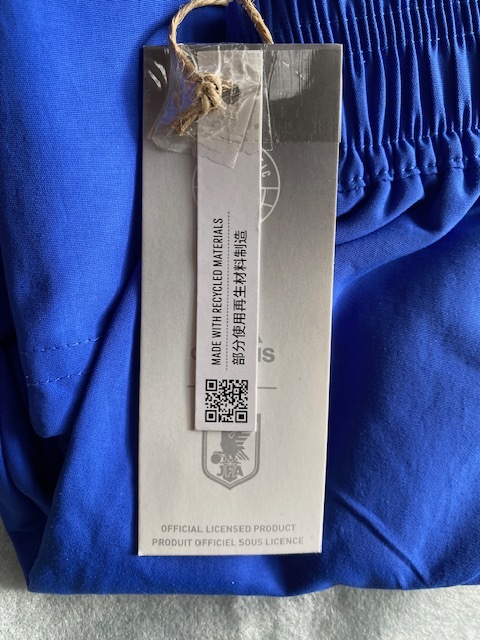 MADE WITH RECYCLED MATERIALS
部分使用再生材料制造
JFA
OFFICIAL LICENSED PRODUCT
PRODUIT OFFICIEL SOUS LICENCE